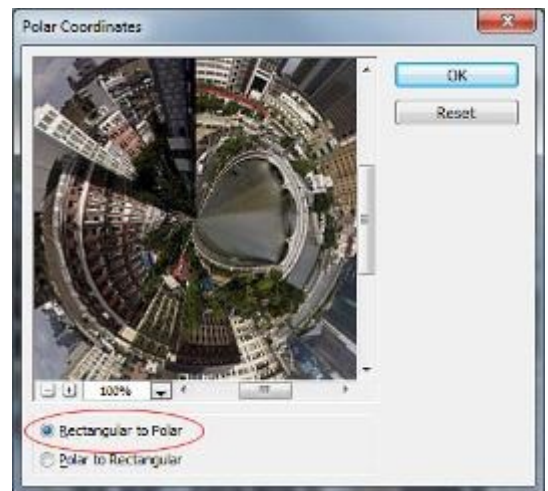 Polar Coordinates
OK
Reset
100%
Rectangular to Polar
Polar to Rectangular